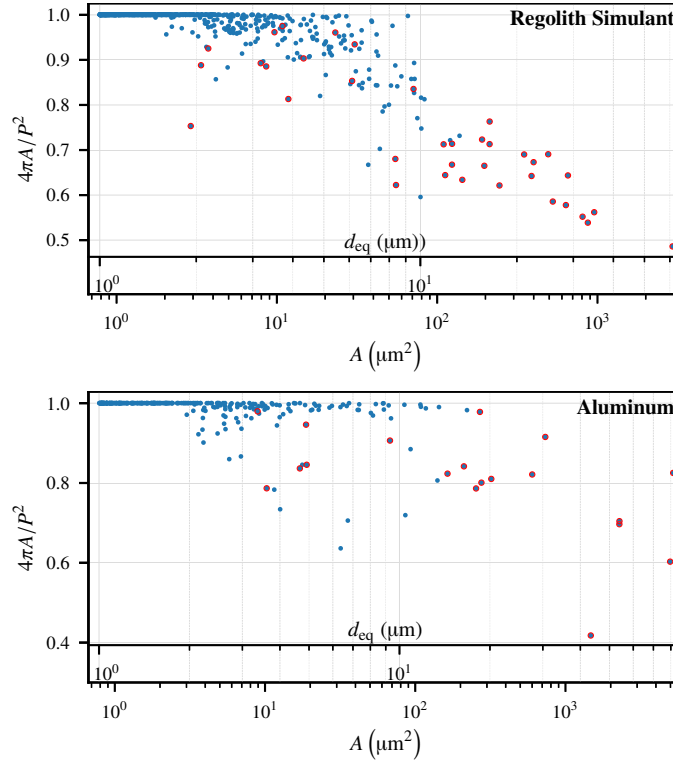 Regolith Simulant
1.0
0.9
0.8
0.7
0.6
0.5
4πA/P²
d_eq (μm))
10⁰ 10¹
10⁰ 10¹ 10² 10³
A (μm²)
Aluminum
1.0
0.8
0.6
0.4
4πA/P²
d_eq (μm)
10⁰ 10¹
10⁰ 10¹ 10² 10³
A (μm²)